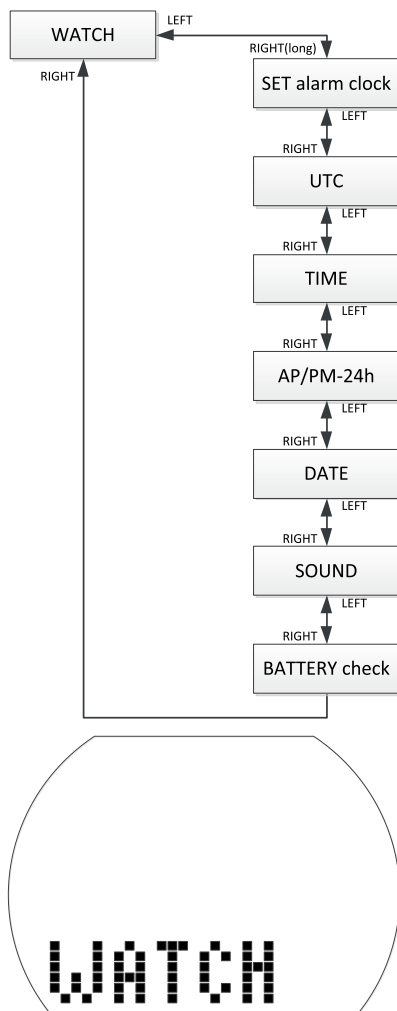 WATCH
LEFT
RIGHT(long)
RIGHT
SET alarm clock
LEFT
RIGHT
UTC
LEFT
RIGHT
TIME
LEFT
RIGHT
AP/PM-24h
LEFT
RIGHT
DATE
LEFT
RIGHT
SOUND
LEFT
RIGHT
BATTERY check
WATCH